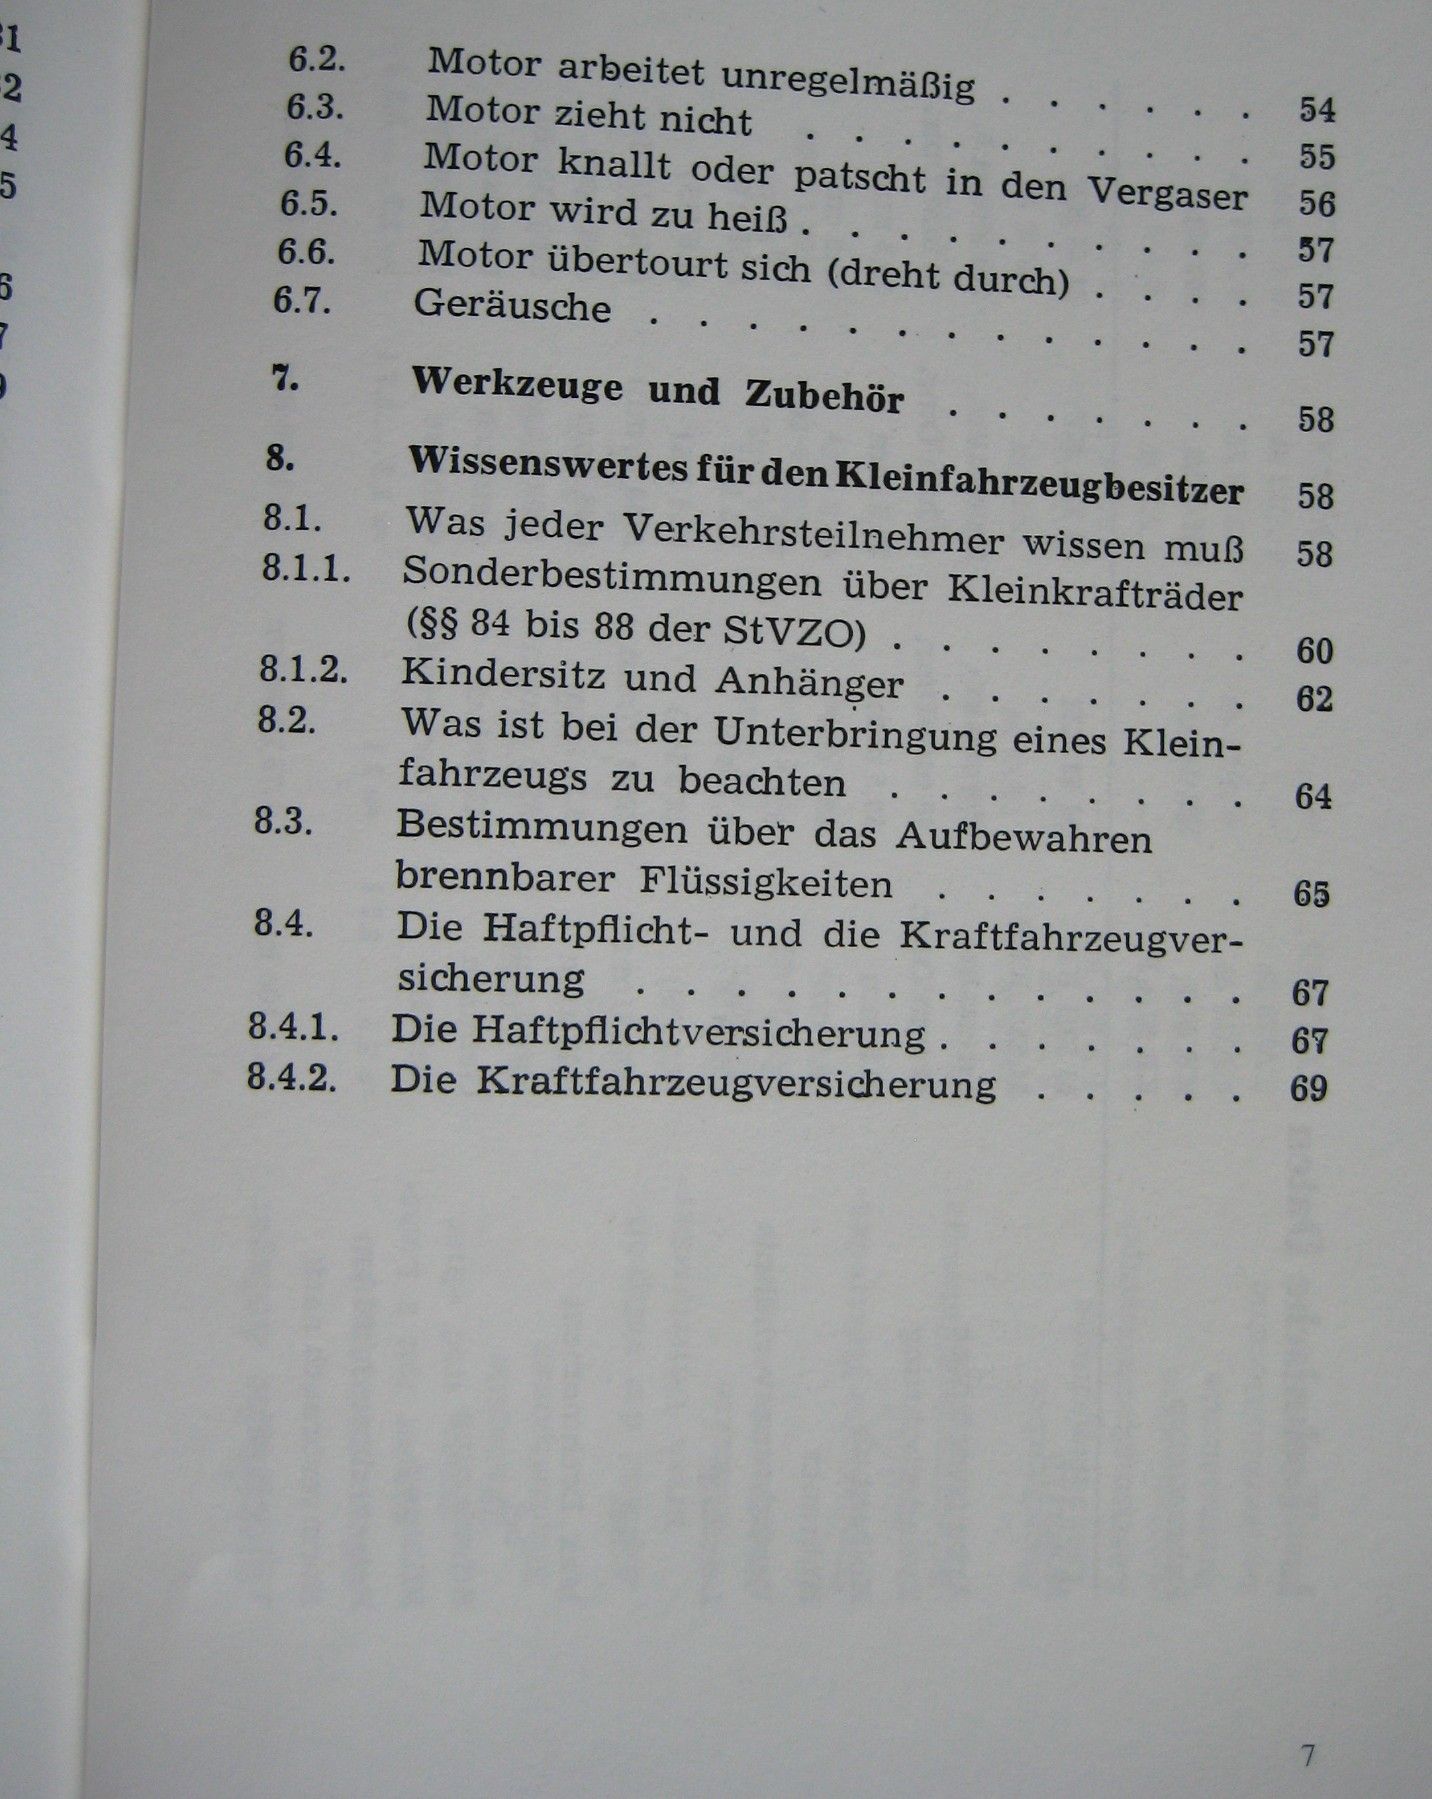 6.2. Motor arbeitet unregelmäßig . . . . . . 54
6.3. Motor zieht nicht . . . . . . . . . . 55
6.4. Motor knallt oder patscht in den Vergaser 56
6.5. Motor wird zu heiß . . . . . . . . . . 57
6.6. Motor übertourt sich (dreht durch) . . . . 57
6.7. Geräusche . . . . . . . . . . . . . 57
7. Werkzeuge und Zubehör . . . . . . . 58
8. Wissenswertes für den Kleinfahrzeugbesitzer 58
8.1. Was jeder Verkehrsteilnehmer wissen muß 58
8.1.1. Sonderbestimmungen über Kleinkrafträder
(§§ 84 bis 88 der StVZO) . . . . . . . . 60
8.1.2. Kindersitz und Anhänger . . . . . . . 62
8.2. Was ist bei der Unterbringung eines Klein-
fahrzeugs zu beachten . . . . . . . . 64
8.3. Bestimmungen über das Aufbewahren
brennbarer Flüssigkeiten . . . . . . . 65
8.4. Die Haftpflicht- und die Kraftfahrzeugver-
sicherung . . . . . . . . . . . . . 67
8.4.1. Die Haftpflichtversicherung . . . . . . . 67
8.4.2. Die Kraftfahrzeugversicherung . . . . . 69
7